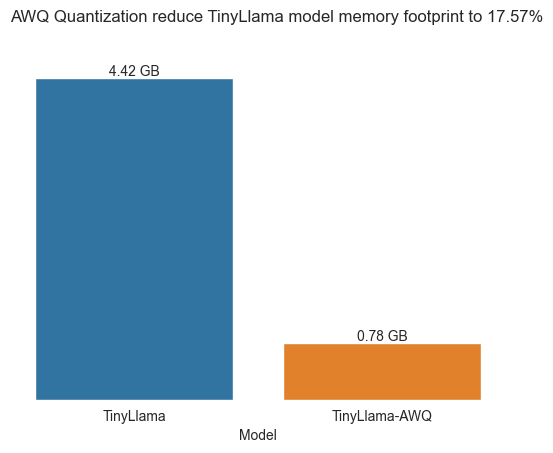 AWQ Quantization reduce TinyLlama model memory footprint to 17.57%
4.42 GB
0.78 GB
TinyLlama
TinyLlama-AWQ
Model